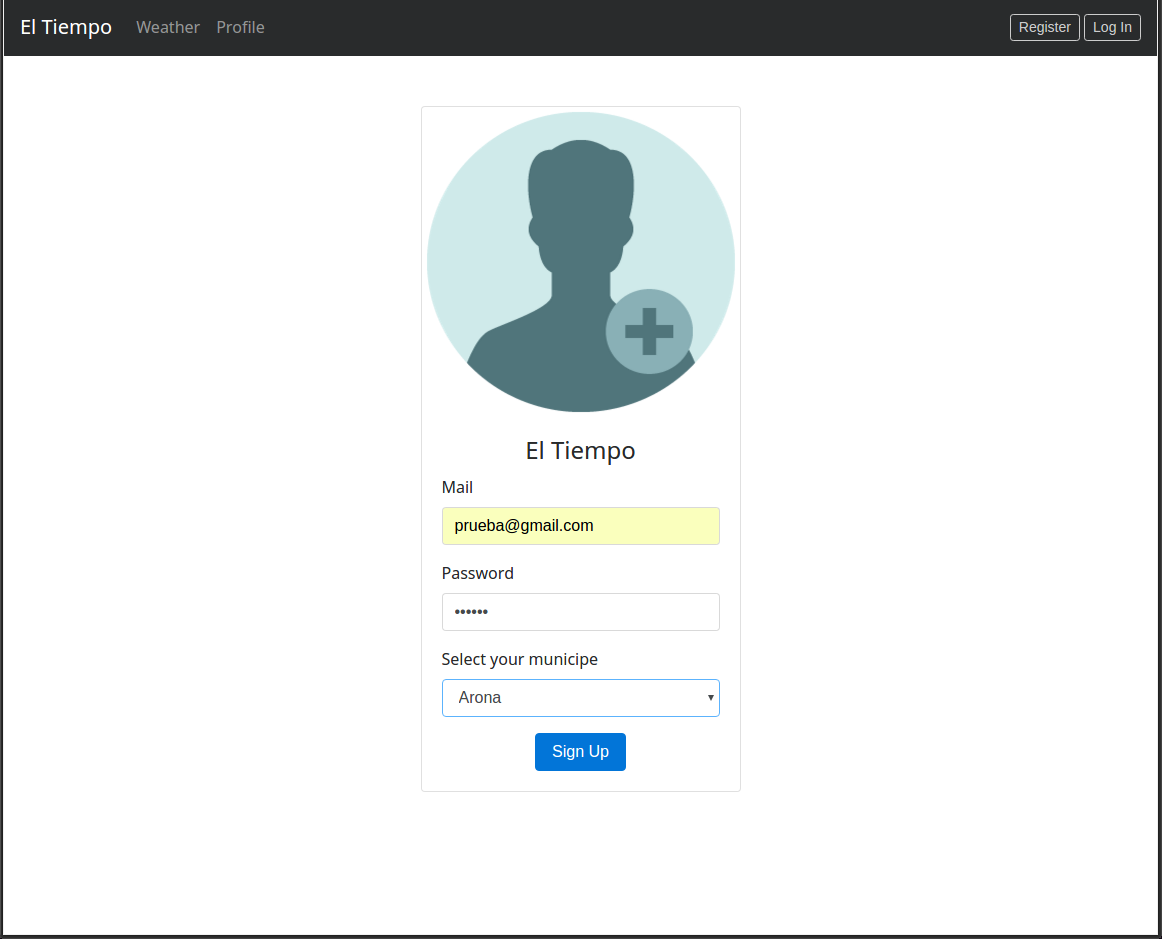 El Tiempo Weather Profile Register Log In
El Tiempo
Mail
prueba@gmail.com
Password
••••••
Select your municipe
Arona
Sign Up